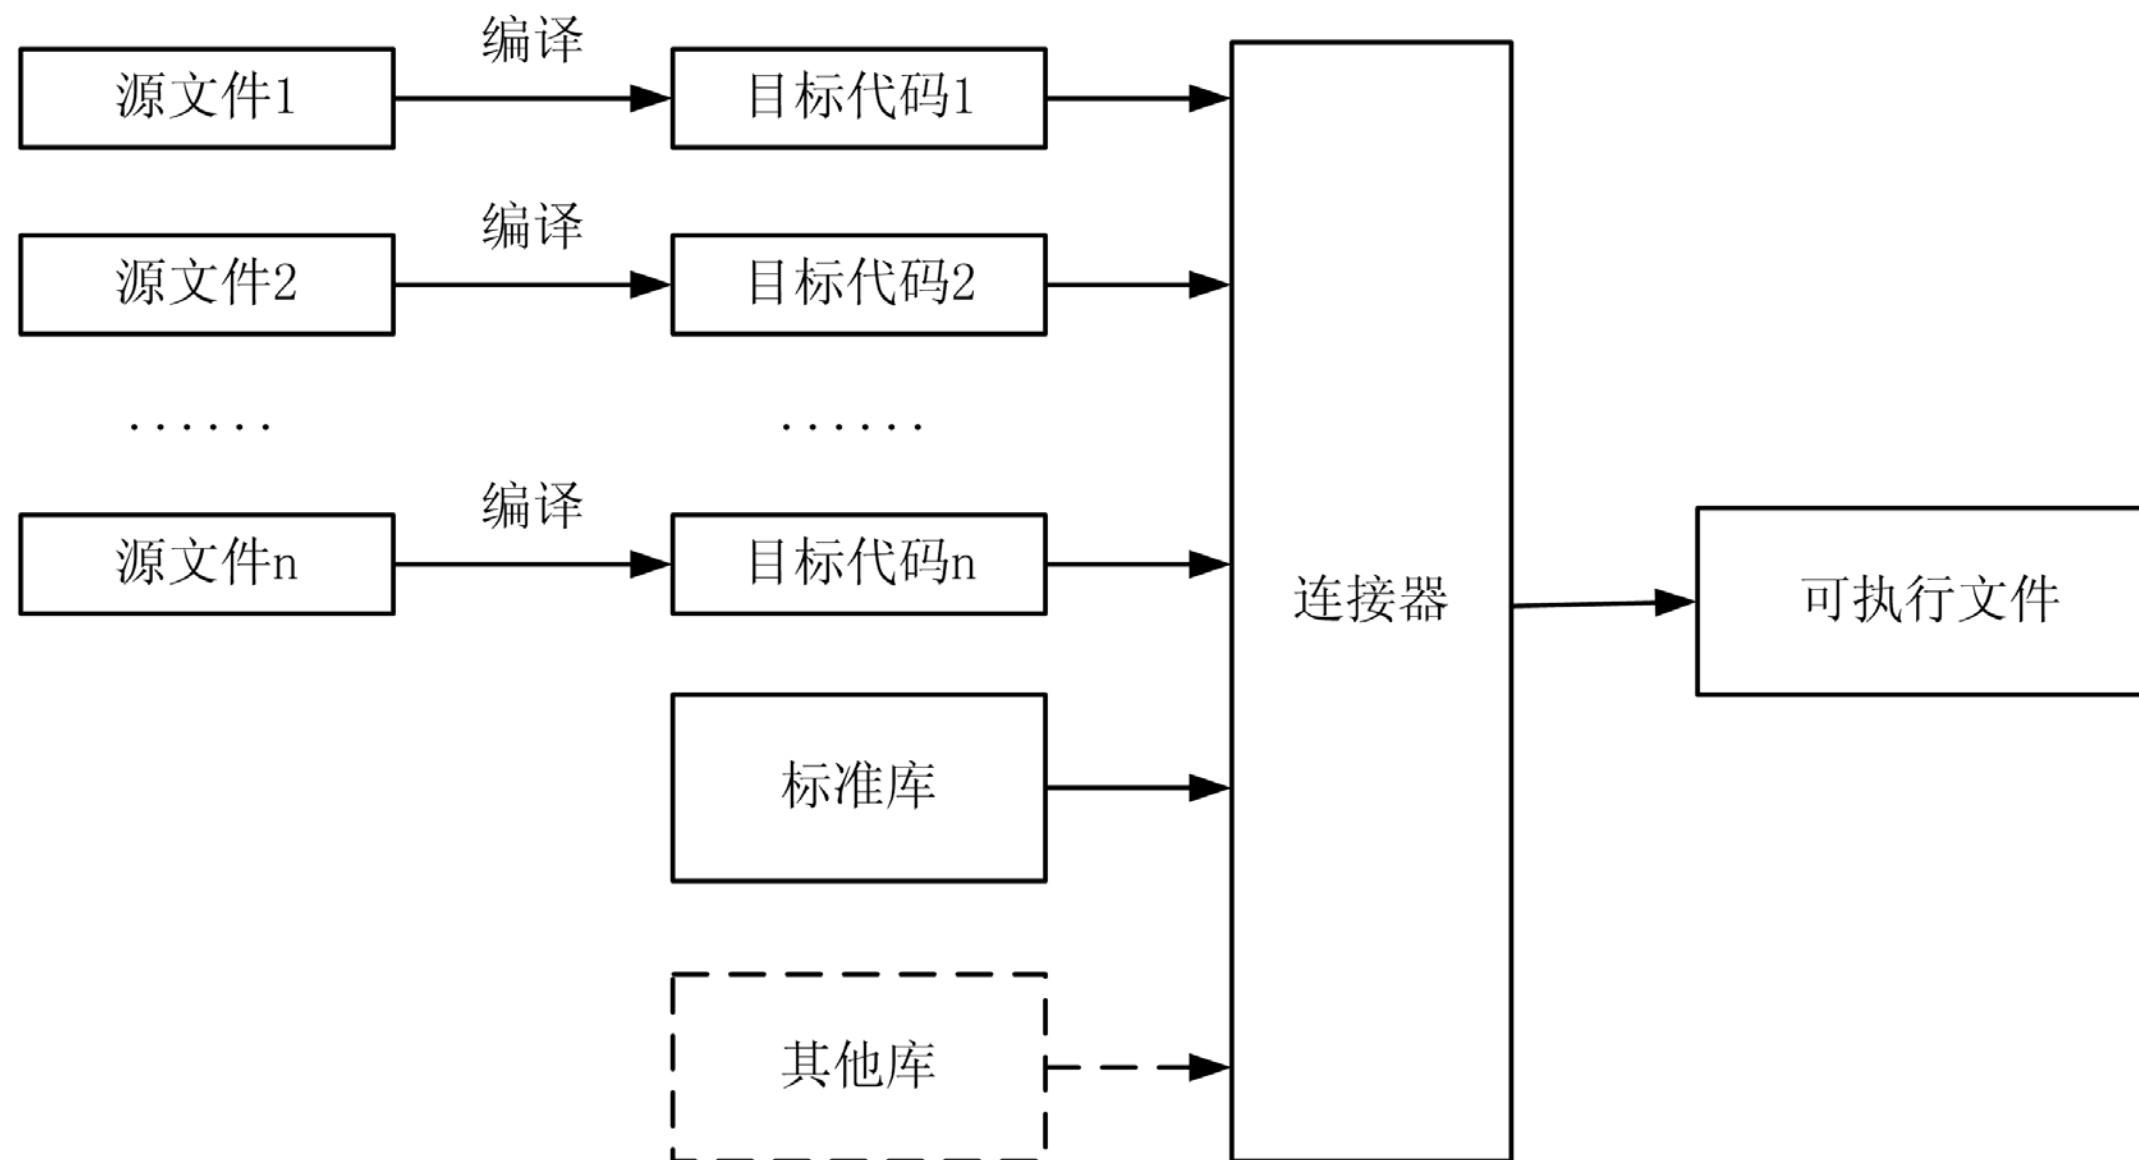 编译
源文件1
目标代码1
编译
源文件2
目标代码2
......
......
编译
源文件n
目标代码n
连接器
可执行文件
标准库
其他库